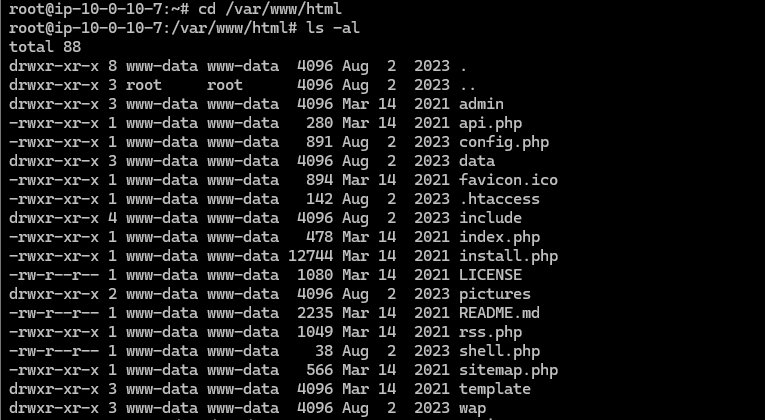 root@ip-10-0-10-7:~# cd /var/www/html
root@ip-10-0-10-7:/var/www/html# ls -al
total 88
drwxr-xr-x 8 www-data www-data  4096 Aug  2  2023 .
drwxr-xr-x 3 root     root      4096 Aug  2  2023 ..
drwxr-xr-x 3 www-data www-data  4096 Mar 14  2021 admin
-rwxr-xr-x 1 www-data www-data   280 Mar 14  2021 api.php
-rwxr-xr-x 1 www-data www-data   891 Aug  2  2023 config.php
drwxr-xr-x 3 www-data www-data  4096 Aug  2  2023 data
-rwxr-xr-x 1 www-data www-data   894 Mar 14  2021 favicon.ico
-rwxr-xr-x 1 www-data www-data   142 Aug  2  2023 .htaccess
drwxr-xr-x 4 www-data www-data  4096 Aug  2  2023 include
-rwxr-xr-x 1 www-data www-data   478 Mar 14  2021 index.php
-rwxr-xr-x 1 www-data www-data 12744 Mar 14  2021 install.php
-rw-r--r-- 1 www-data www-data  1080 Mar 14  2021 LICENSE
drwxr-xr-x 2 www-data www-data  4096 Aug  2  2023 pictures
-rw-r--r-- 1 www-data www-data  2235 Mar 14  2021 README.md
-rwxr-xr-x 1 www-data www-data  1049 Mar 14  2021 rss.php
-rw-r--r-- 1 www-data www-data    38 Aug  2  2023 shell.php
-rwxr-xr-x 1 www-data www-data   566 Mar 14  2021 sitemap.php
drwxr-xr-x 3 www-data www-data  4096 Mar 14  2021 template
drwxr-xr-x 3 www-data www-data  4096 Aug  2  2023 wap